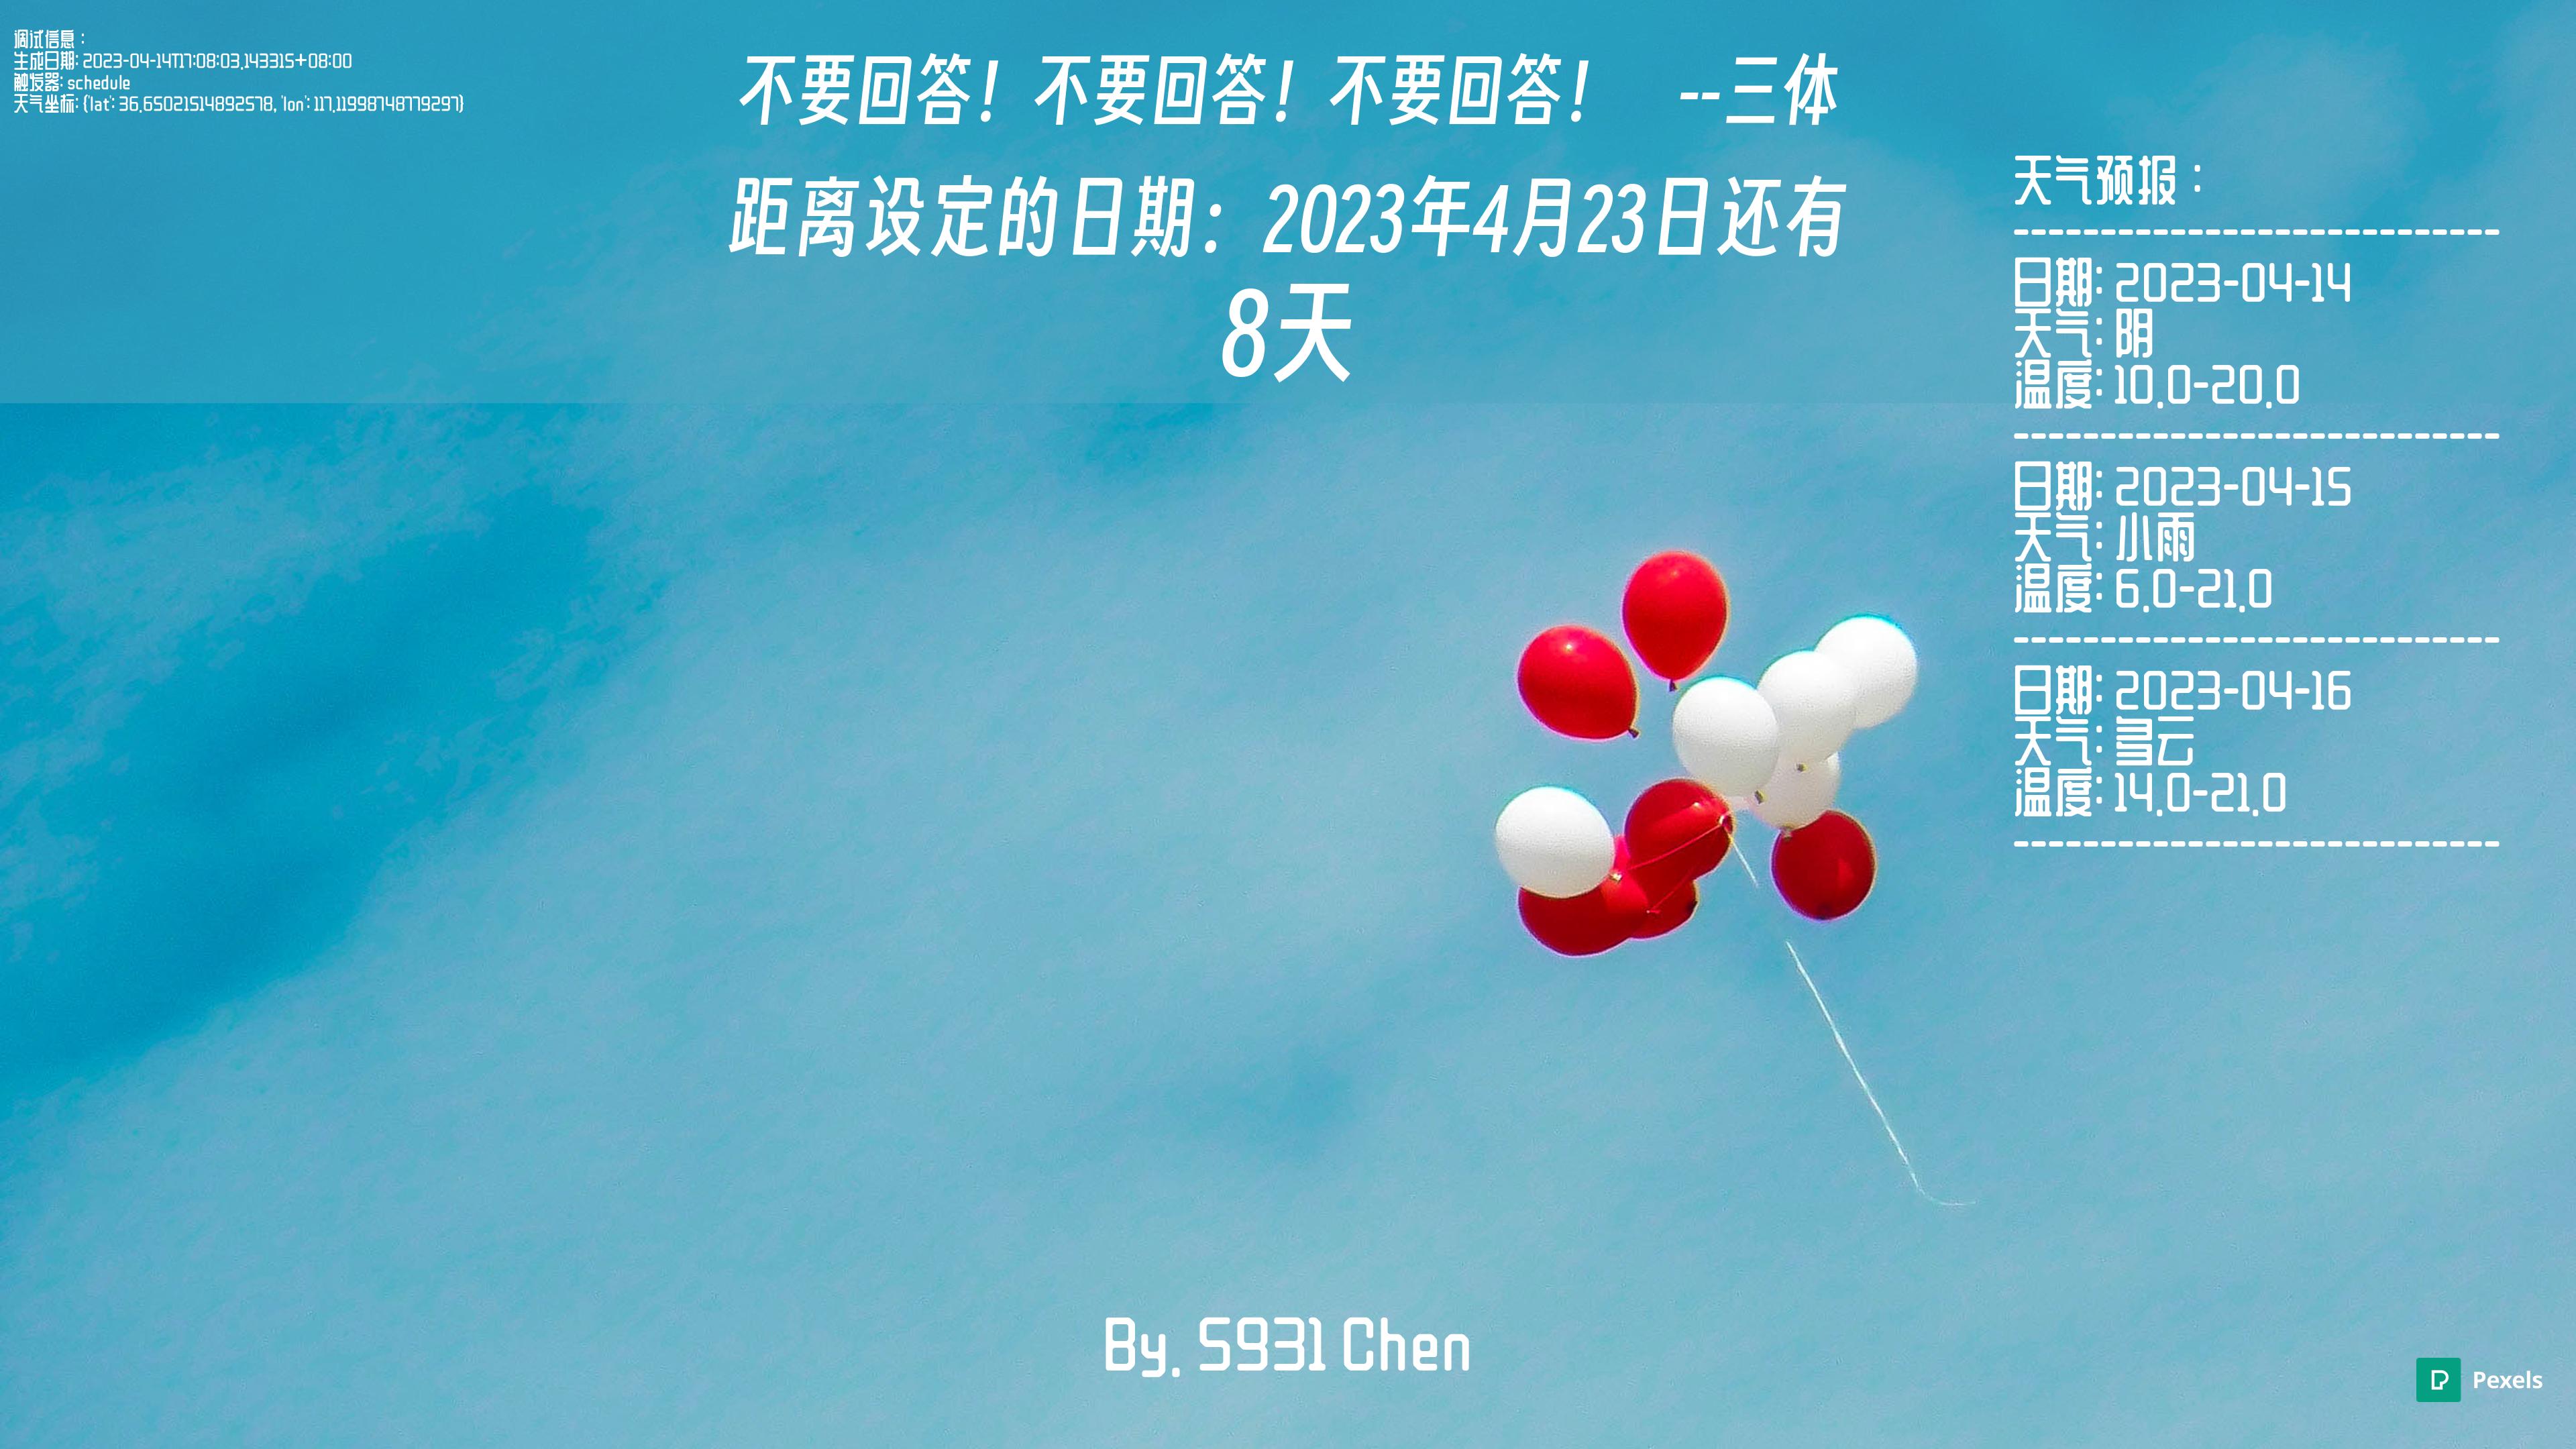 调试信息：
生成日期: 2023-04-14T17:08:03.143315+08:00
触发器: schedule
天气坐标: {'lat': 36.65021514892578, 'lon': 117.11998748779297}
不要回答！不要回答！不要回答！ --三体
距离设定的日期：2023年4月23日还有
8天
天气预报：
----------------------------
日期: 2023-04-14
天气: 阴
温度: 10.0-20.0
----------------------------
日期: 2023-04-15
天气: 小雨
温度: 6.0-21.0
----------------------------
日期: 2023-04-16
天气: 多云
温度: 14.0-21.0
----------------------------
By. S931 Chen
Pexels